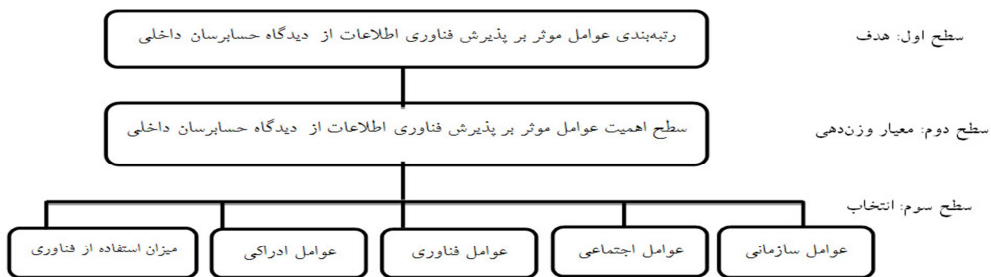 سطح اول: هدف
رتبه‌بندی عوامل موثر بر پذیرش فناوری اطلاعات از دیدگاه حسابرسان داخلی
سطح دوم: معیار وزن‌دهی
سطح اهمیت عوامل موثر بر پذیرش فناوری اطلاعات از دیدگاه حسابرسان داخلی
سطح سوم: انتخاب
عوامل سازمانی
عوامل اجتماعی
عوامل فناوری
عوامل ادراکی
میزان استفاده از فناوری